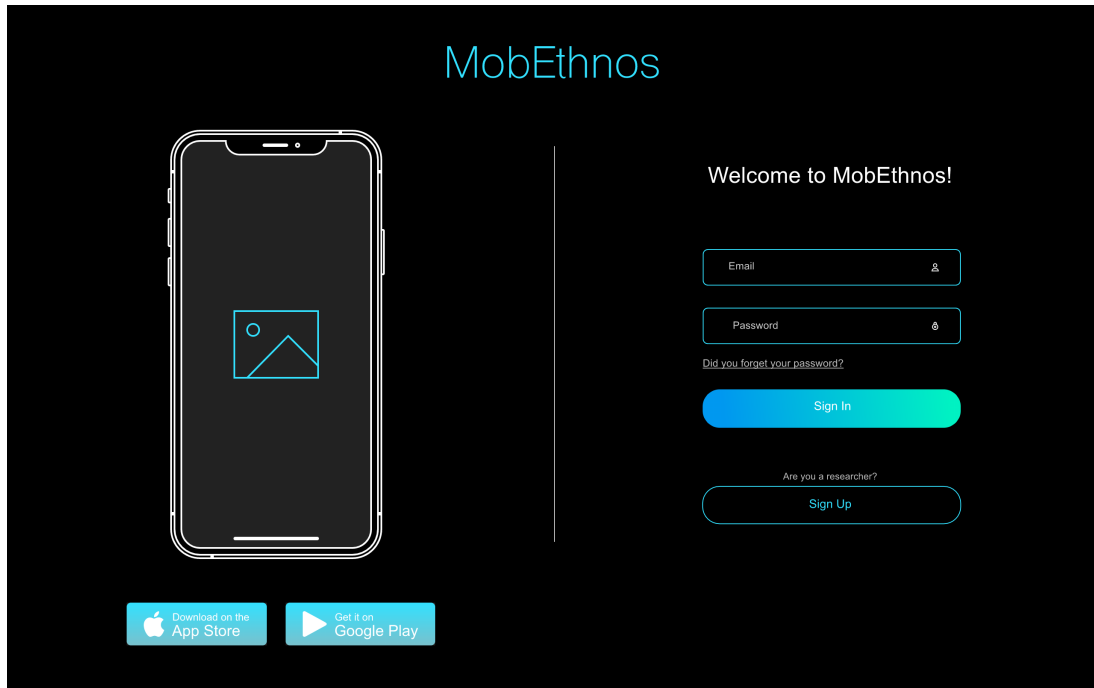 MobEthnos
Welcome to MobEthnos!
Email
Password
Did you forget your password?
Sign In
Are you a researcher?
Sign Up
Download on the
App Store
Get it on
Google Play